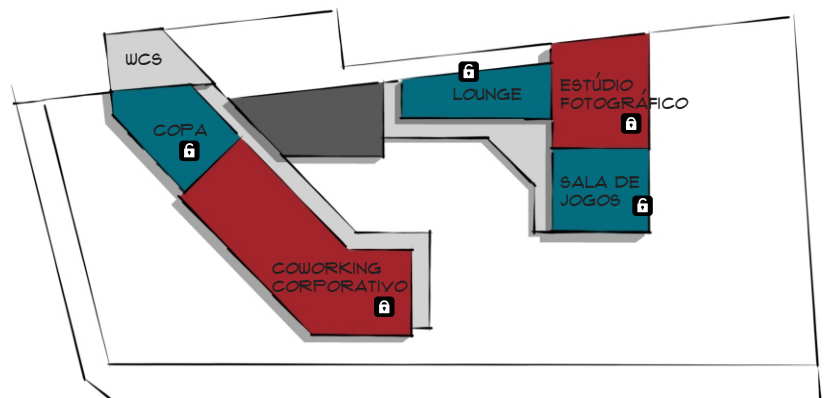 WCS
LOUNGE
ESTÚDIO
FOTOGRÁFICO
COPA
SALA DE
JOGOS
COWORKING
CORPORATIVO